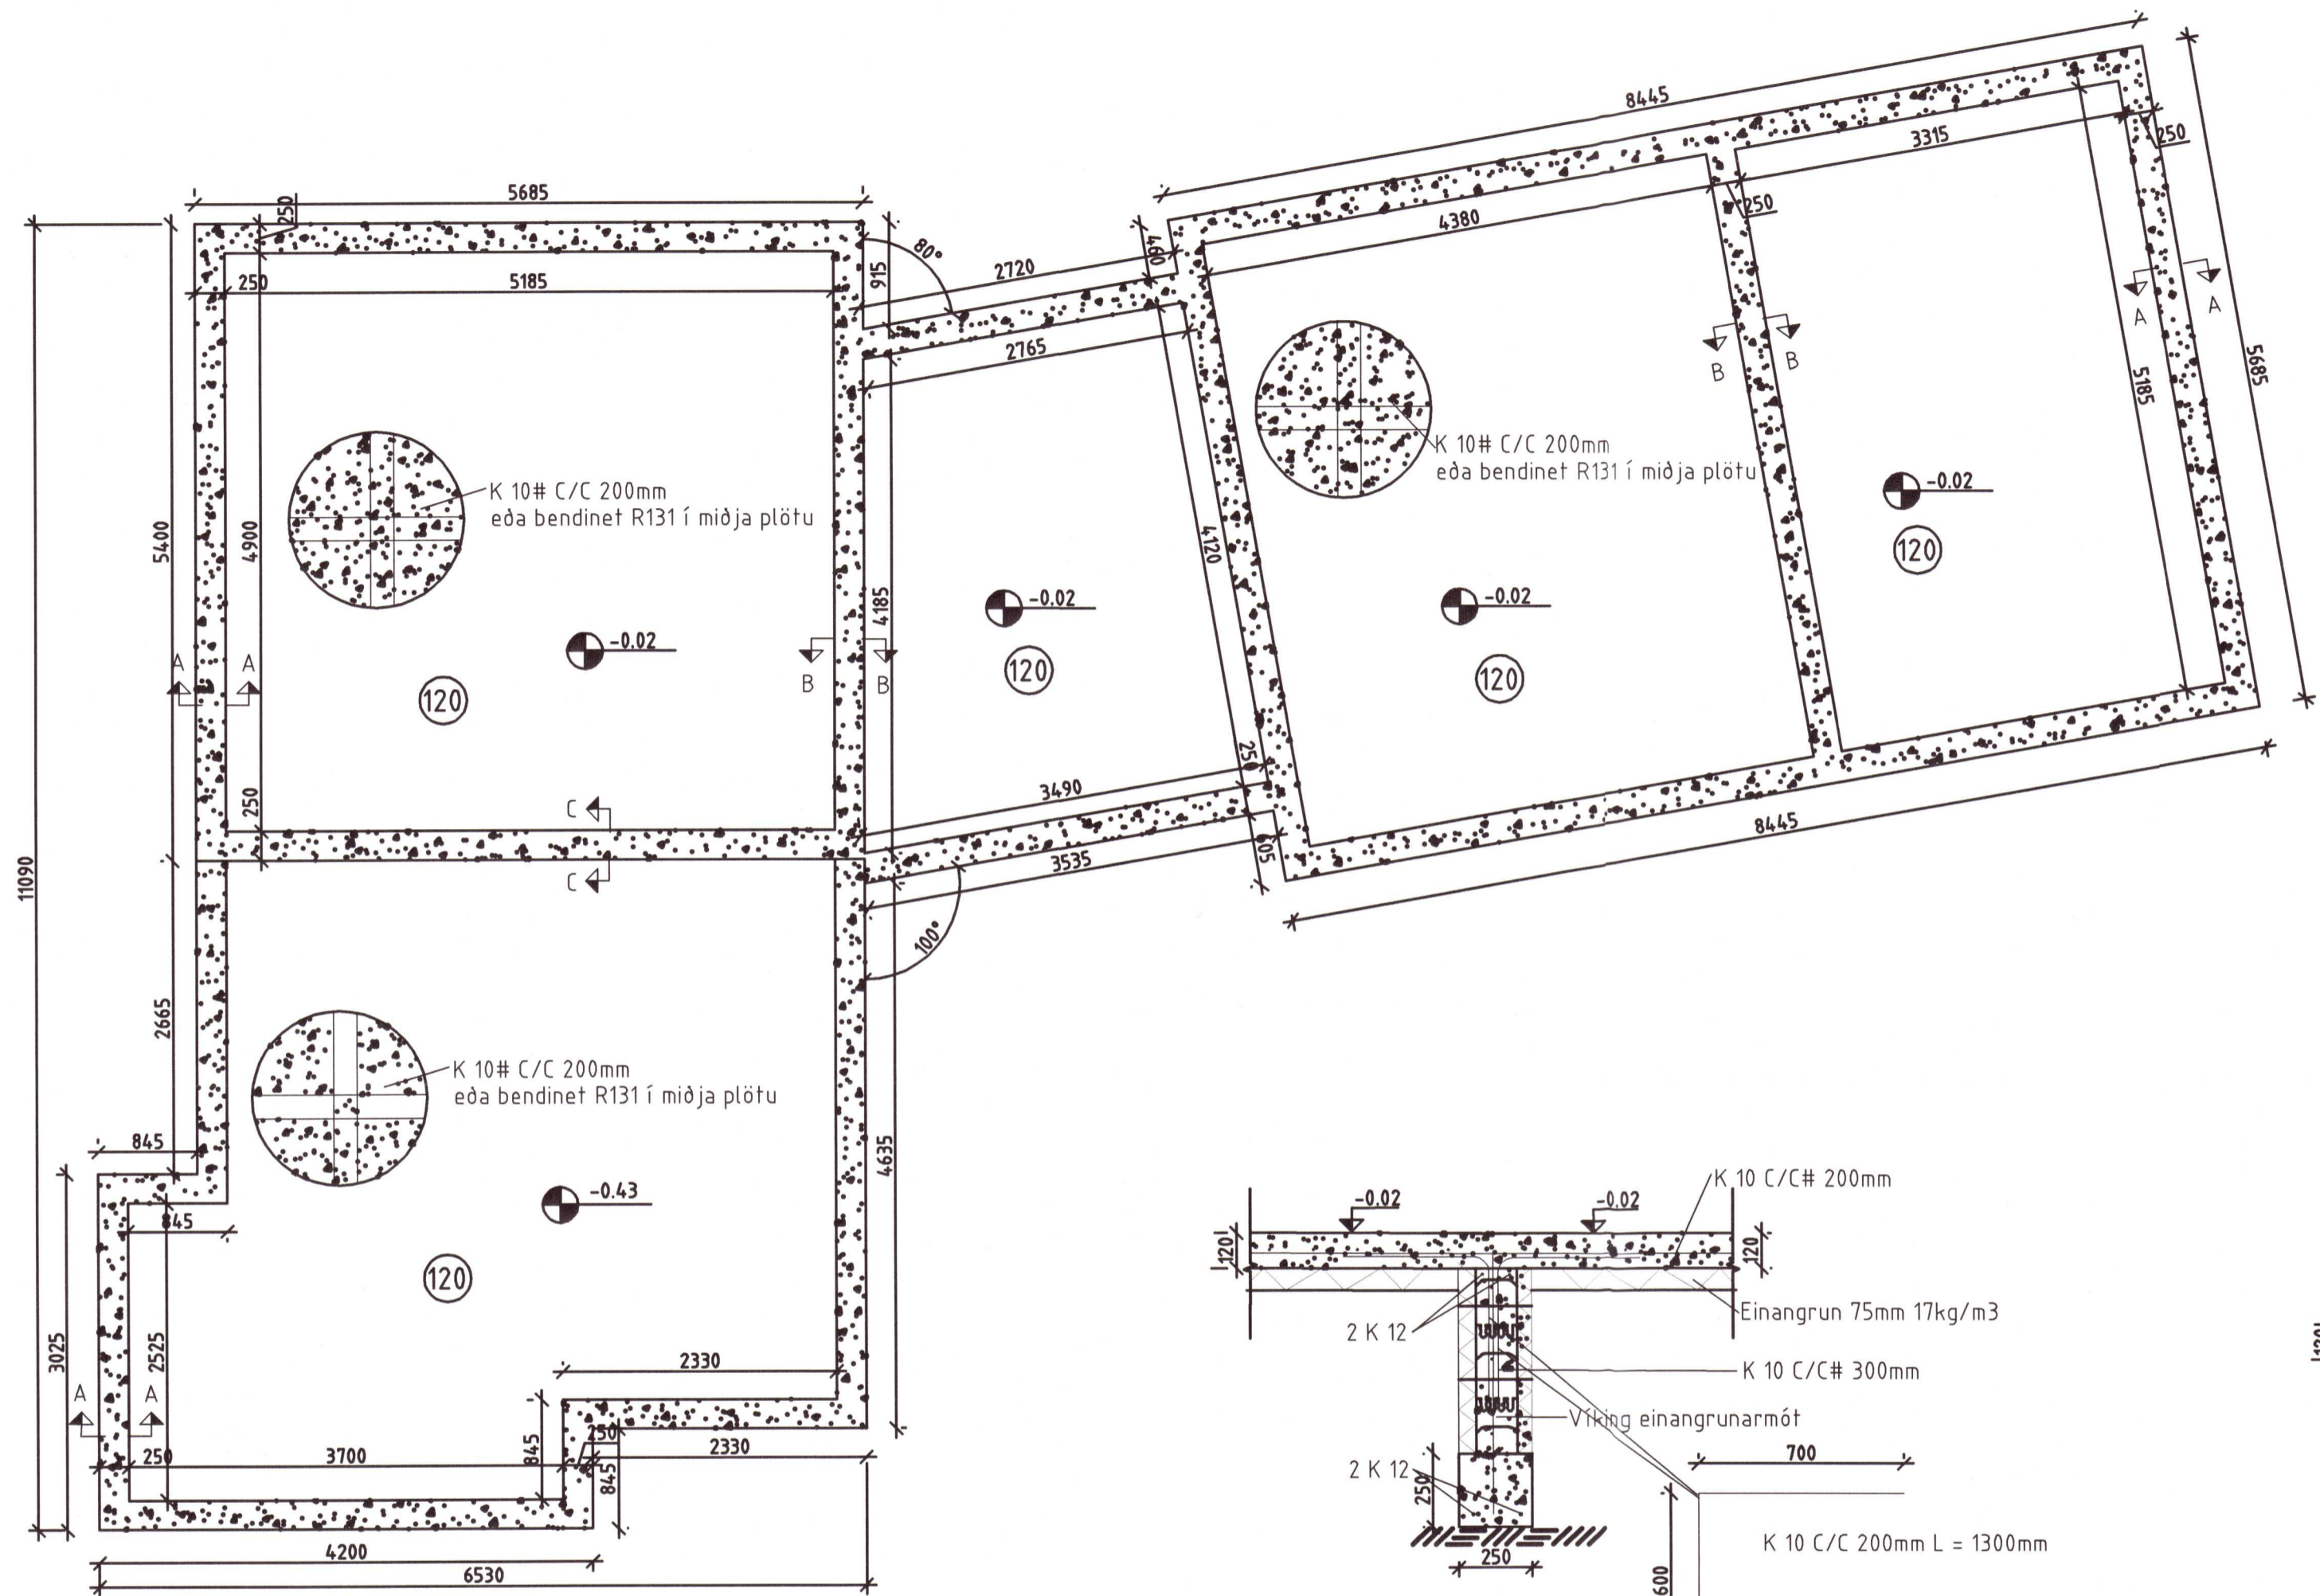 8445
3315
250
250
4380
5685
5185
A
A
B
B
5685
250
250
5185
915
80°
2720
460
2765
K 10# C/C 200mm
eða bendinet R131 í miðja plötu
-0.02
120
4120
-0.02
120
-0.02
120
K 10# C/C 200mm
eða bendinet R131 í miðja plötu
5400
4900
4185
11090
-0.02
120
A
A
B
B
250
C
C
250
3490
3535
605
8445
100°
2665
K 10# C/C 200mm
eða bendinet R131 í miðja plötu
4635
845
845
-0.43
120
3025
2525
A
A
2330
250
3700
845
250
845
2330
4200
6530
-0.02
-0.02
K 10 C/C# 200mm
120
120
Einangrun 75mm 17kg/m3
2 K 12
K 10 C/C# 300mm
Víking einangrunarmót
2 K 12
250
250
700
K 10 C/C 200mm L = 1300mm
600